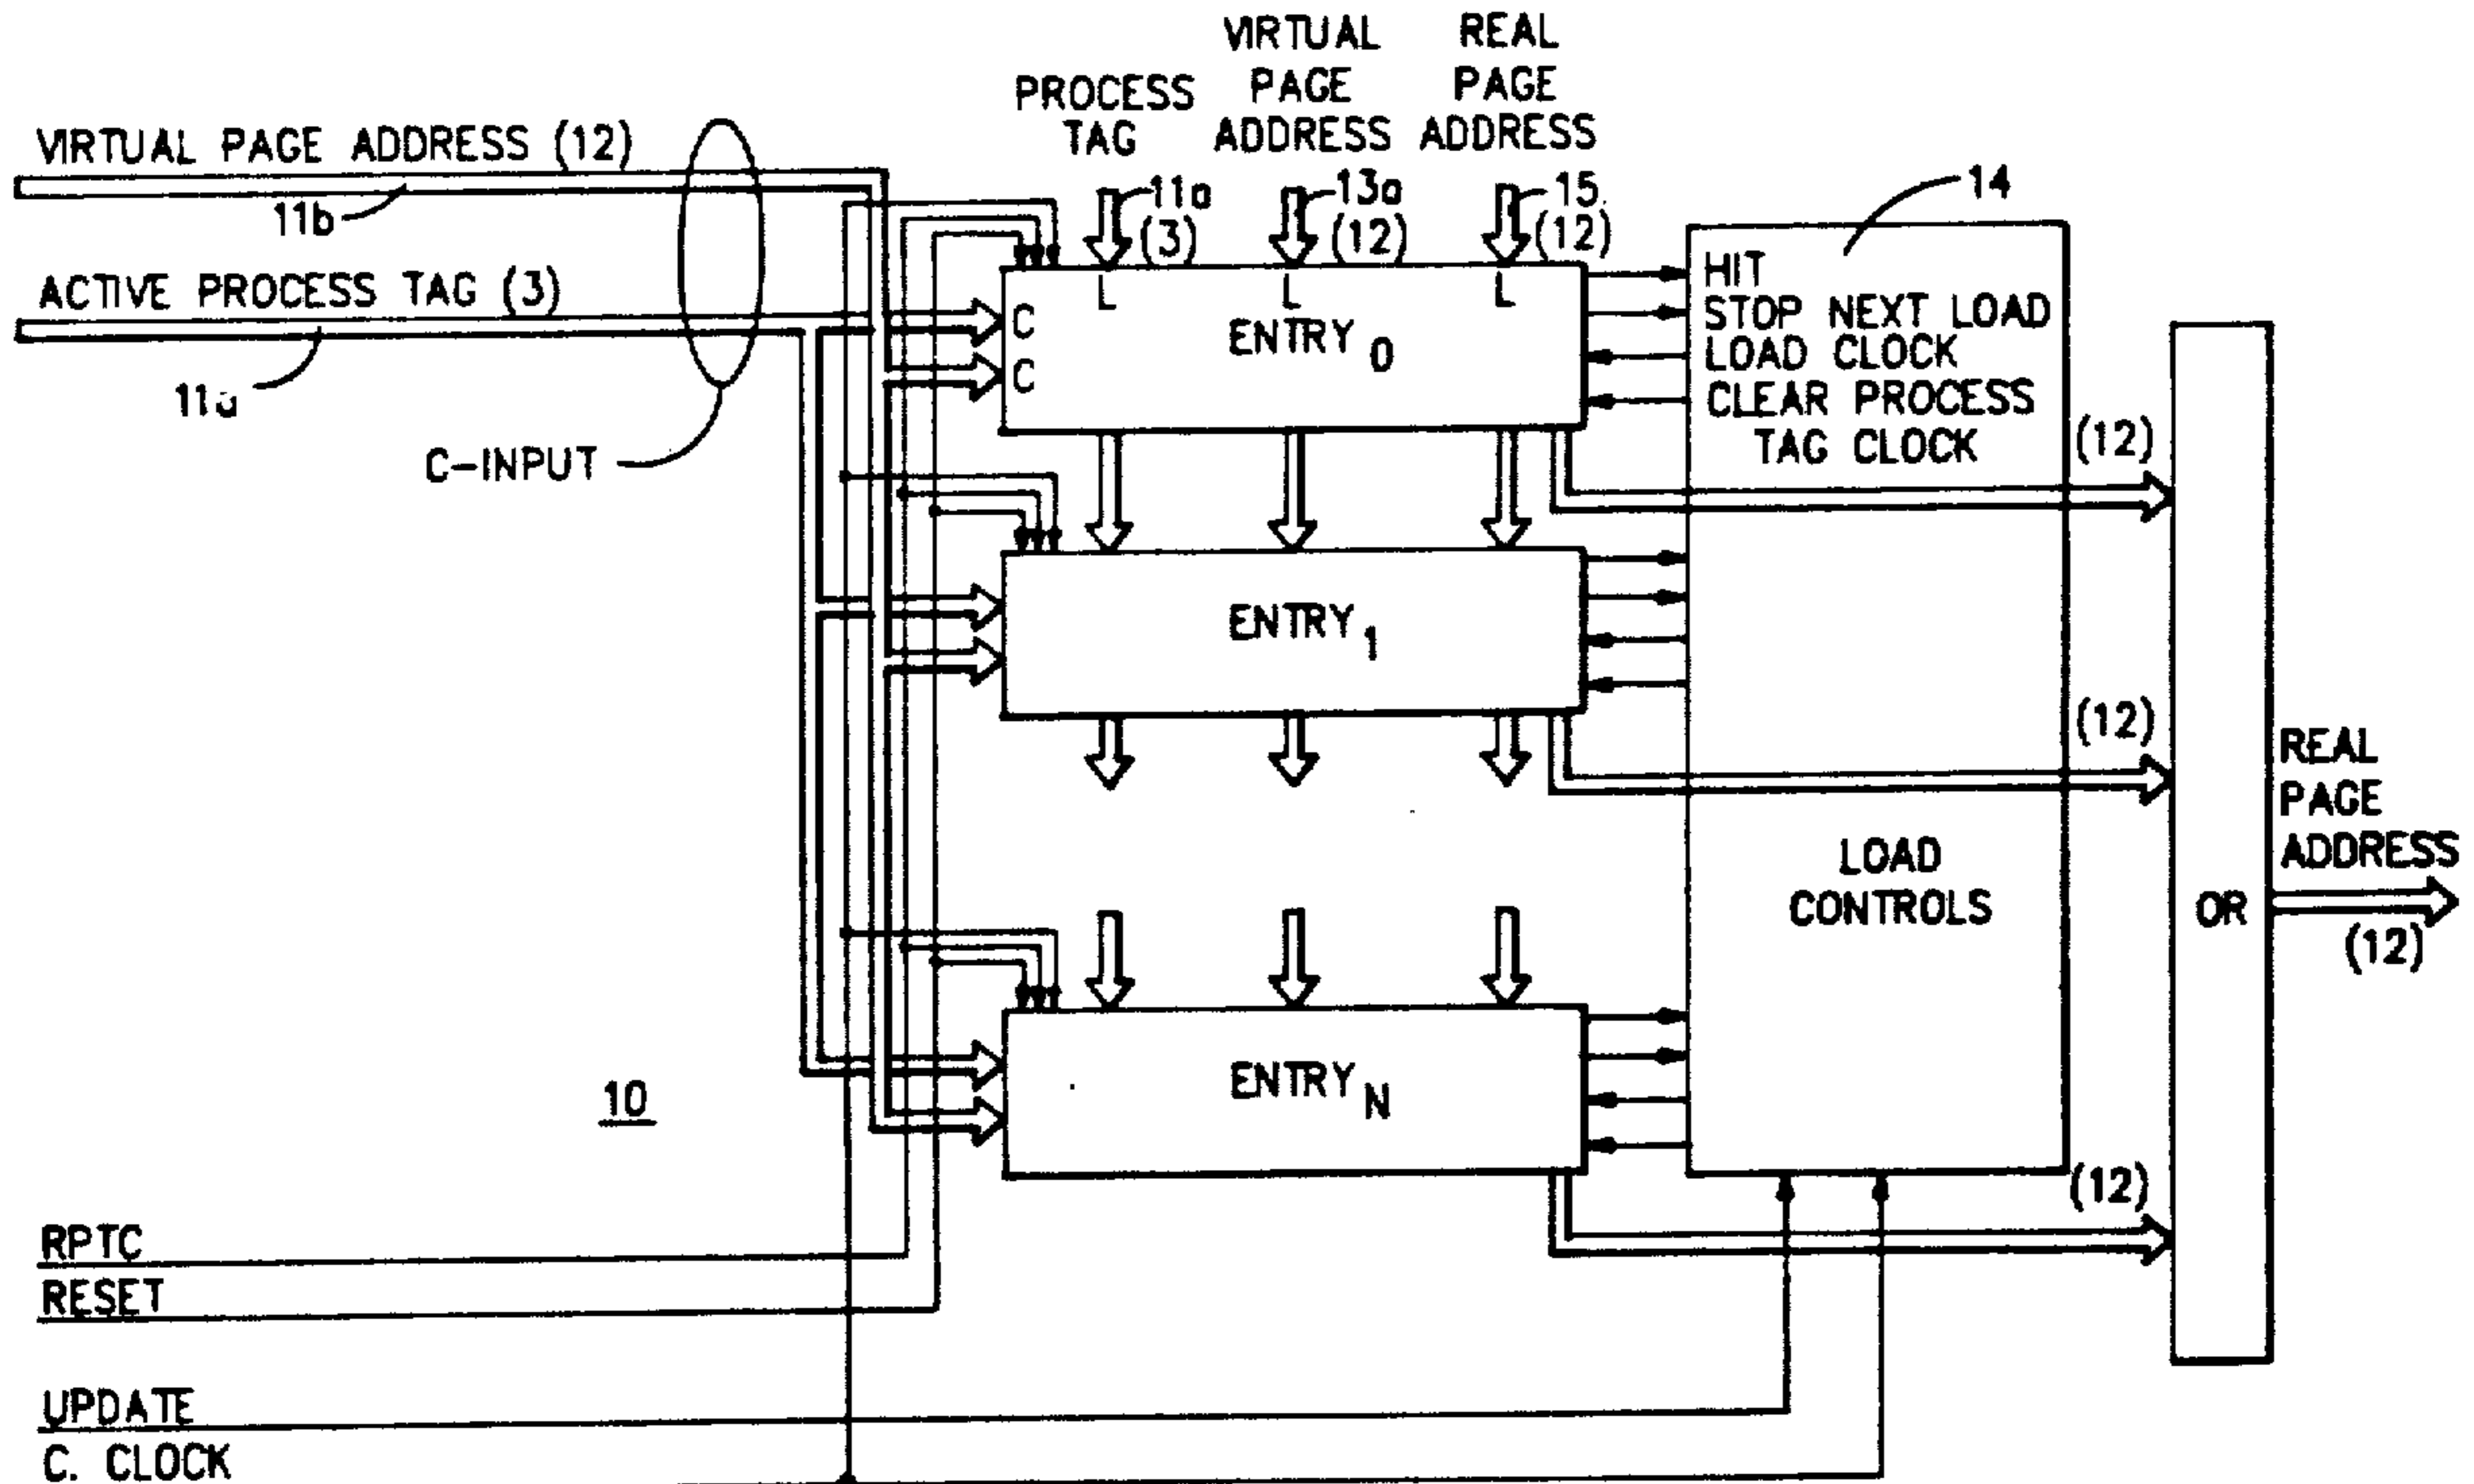 VIRTUAL PAGE ADDRESS
REAL PAGE ADDRESS
PROCESS TAG
VIRTUAL PAGE ADDRESS (12)
11b
11a
(3)
13a
(12)
15
(12)
14
ACTIVE PROCESS TAG (3)
11a
C-INPUT
L
L
L
C
C
ENTRY 0
HIT
STOP NEXT LOAD
LOAD CLOCK
CLEAR PROCESS
TAG CLOCK
(12)
ENTRY 1
(12)
REAL
PAGE
ADDRESS
(12)
LOAD
CONTROLS
OR
ENTRY N
10
(12)
RPTC
RESET
UPDATE
C. CLOCK